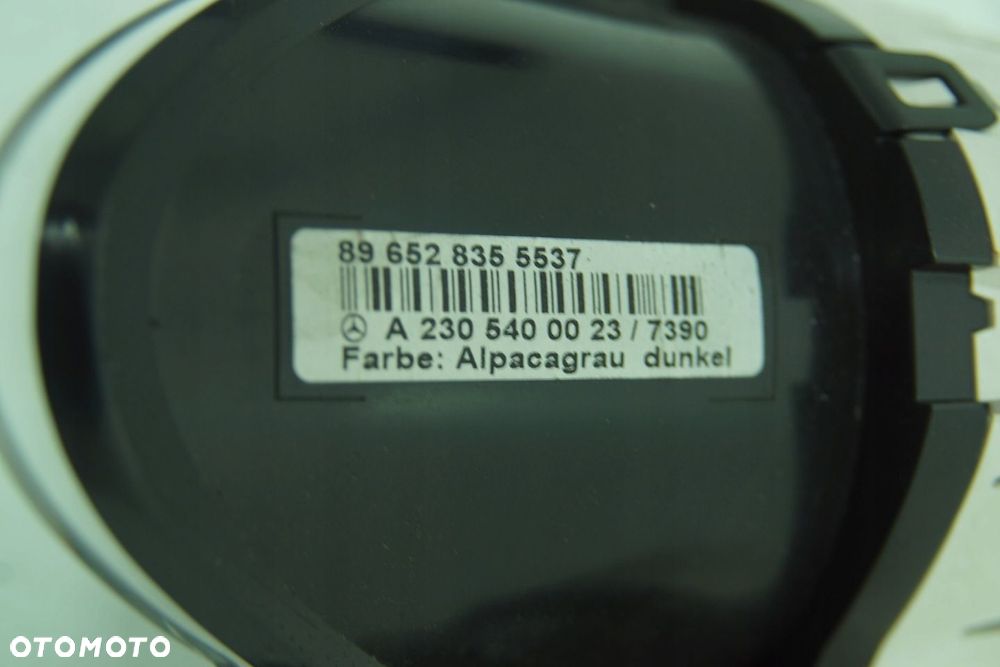 89 652 835 5537
A 230 540 00 23 / 7390
Farbe: Alpacagrau dunkel
OTOMOTO